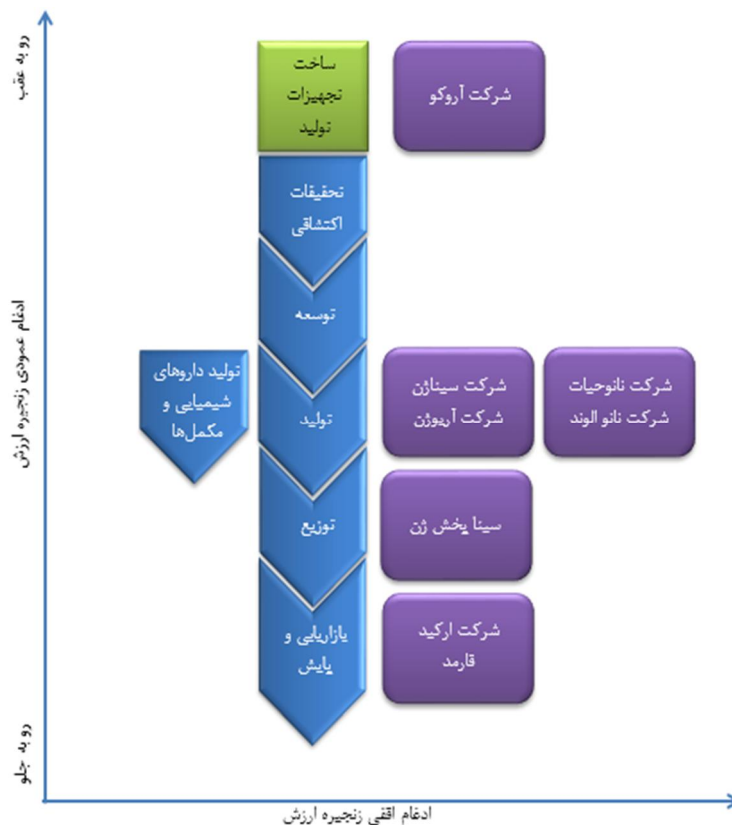 رو به عقب
ادغام عمودی زنجیره ارزش
رو به جلو
ساخت
تجهیزات
تولید
شرکت آروکو
تحقیقات
اکتشاقی
توسعه
تولید داروهای
شیمیایی و
مکمل‌ها
تولید
شرکت سیناژن
شرکت آریوژن
شرکت نانوحیات
شرکت نانو الوند
توزیع
سینا پخش ژن
بازاریابی و
پایش
شرکت ارکید
قارمد
ادغام افقی زنجیره ارزش